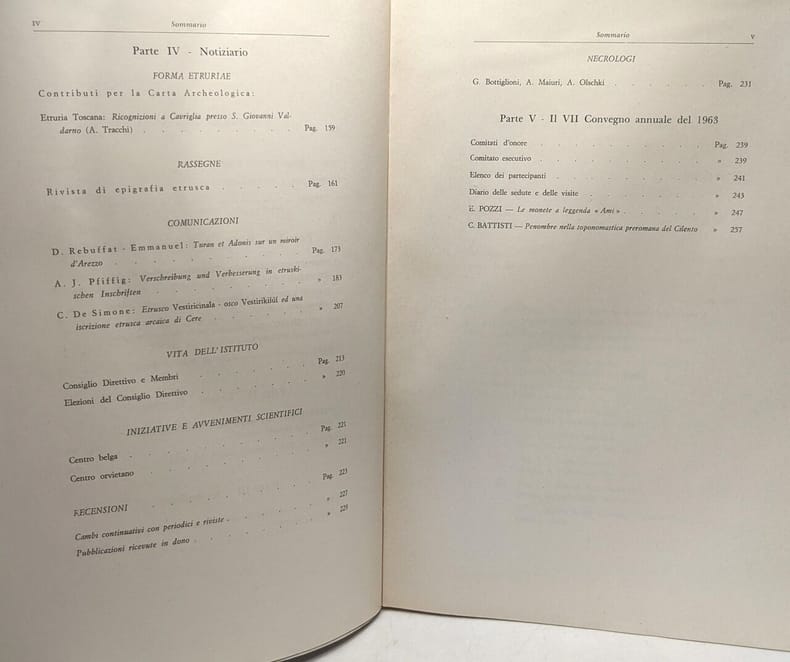 IV
Sommario
Parte IV - Notiziario
FORMA ETRURIAE
Contributi per la Carta Archeologica:
Etruria Toscana: Ricognizioni a Cavriglia presso S. Giovanni Val-
darno (A. Tracchi) . . . . . . . Pag. 159
RASSEGNE
Rivista di epigrafia etrusca . . . . . Pag. 161
COMUNICAZIONI
D. Rebuffat - Emmanuel: Turan et Adonis sur un miroir
d'Arezzo . . . . . . . . Pag. 173
A. J. Pfiffig: Verschreibung und Verbesserung in etruski-
schen Inschriften . . . . . . . » 183
C. De Simone: Etrusco Vestiricinala - osco Vestirikiíúí ed una
iscrizione etrusca arcaica di Cere . . . . » 207
VITA DELL'ISTITUTO
Consiglio Direttivo e Membri . . . . . Pag. 213
Elezioni del Consiglio Direttivo . . . . . » 220
INIZIATIVE E AVVENIMENTI SCIENTIFICI
Centro belga . . . . . . . . Pag. 221
Centro orvietano . . . . . . . » 221
RECENSIONI . . . . . . . Pag. 223
Cambi continuativi con periodici e riviste . . . . » 227
Pubblicazioni ricevute in dono . . . . . »
Sommario
V
NECROLOGI
G. Bottiglioni, A. Maiuri, A. Olschki . . . . . Pag. 231
Parte V - Il VII Convegno annuale del 1963
Comitati d'onore . . . . . . . Pag. 239
Comitato esecutivo . . . . . . . » 239
Elenco dei partecipanti . . . . . . » 241
Diario delle sedute e delle visite . . . . . » 243
E. POZZI — Le monete a leggenda « Ami » . . . . » 247
C. BATTISTI — Penombre nella toponomastica preromana del Cilento » 257